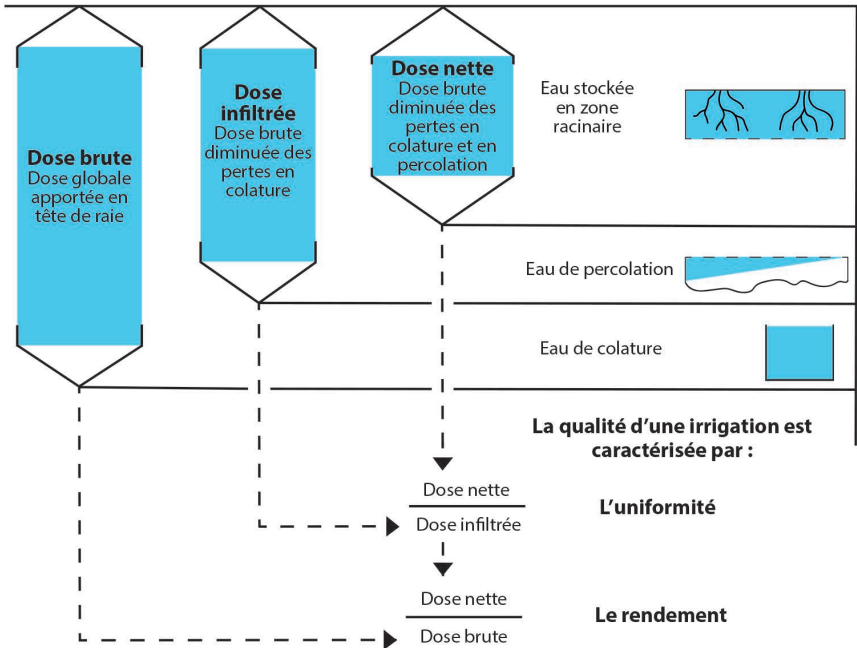 Dose brute
Dose globale
apportée en
tête de raie
Dose
infiltrée
Dose brute
diminuée des
pertes en
colature
Dose nette
Dose brute
diminuée des
pertes en
colature et en
percolation
Eau stockée
en zone
racinaire
Eau de percolation
Eau de colature
La qualité d’une irrigation est
caractérisée par :
Dose nette
Dose infiltrée
L’uniformité
Dose nette
Dose brute
Le rendement